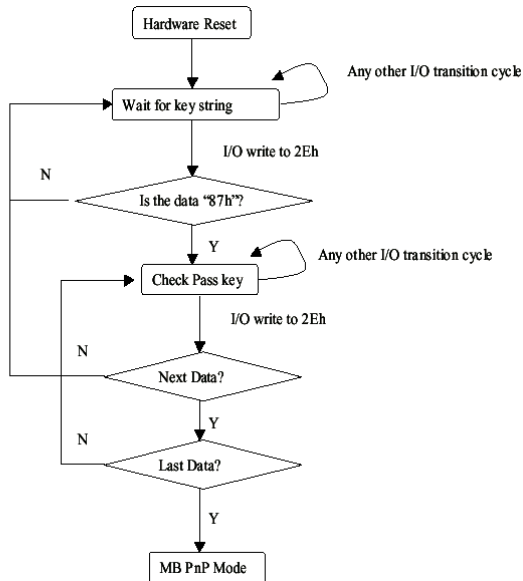 Hardware Reset
Any other I/O transition cycle
Wait for key string
I/O write to 2Eh
N
Is the data “87h”?
Y
Any other I/O transition cycle
Check Pass key
I/O write to 2Eh
N
Next Data?
Y
N
Last Data?
Y
MB PnP Mode